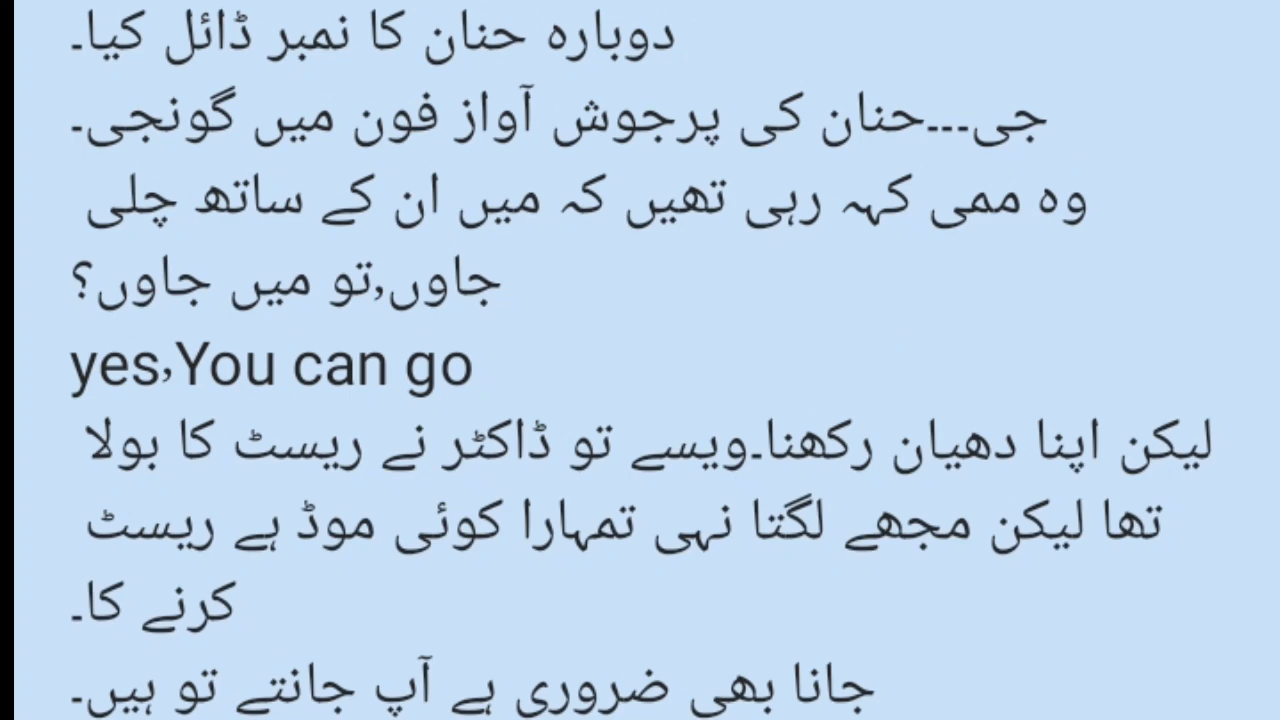 دوبارہ حنان کا نمبر ڈائل کیا۔
جی۔۔۔حنان کی پرجوش آواز فون میں گونجی۔
وہ ممی کہہ رہی تھیں کہ میں ان کے ساتھ چلی
جاوں,تو میں جاوں؟
yes,You can go
لیکن اپنا دھیان رکھنا۔ویسے تو ڈاکٹر نے ریسٹ کا بولا
تھا لیکن مجھے لگتا نہی تمہارا کوئی موڈ ہے ریسٹ
کرنے کا۔
جانا بھی ضروری ہے آپ جانتے تو ہیں۔